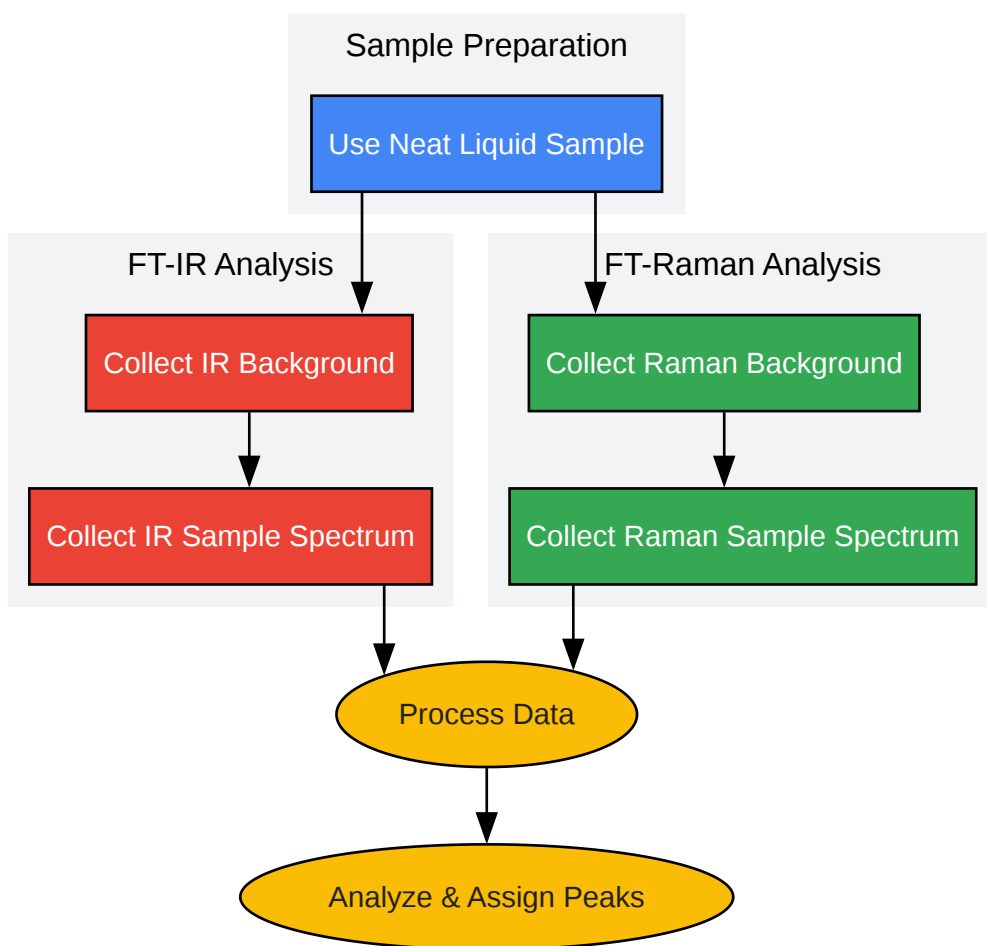 Sample Preparation
Use Neat Liquid Sample
FT-IR Analysis
FT-Raman Analysis
Collect IR Background
Collect Raman Background
Collect IR Sample Spectrum
Collect Raman Sample Spectrum
Process Data
Analyze & Assign Peaks